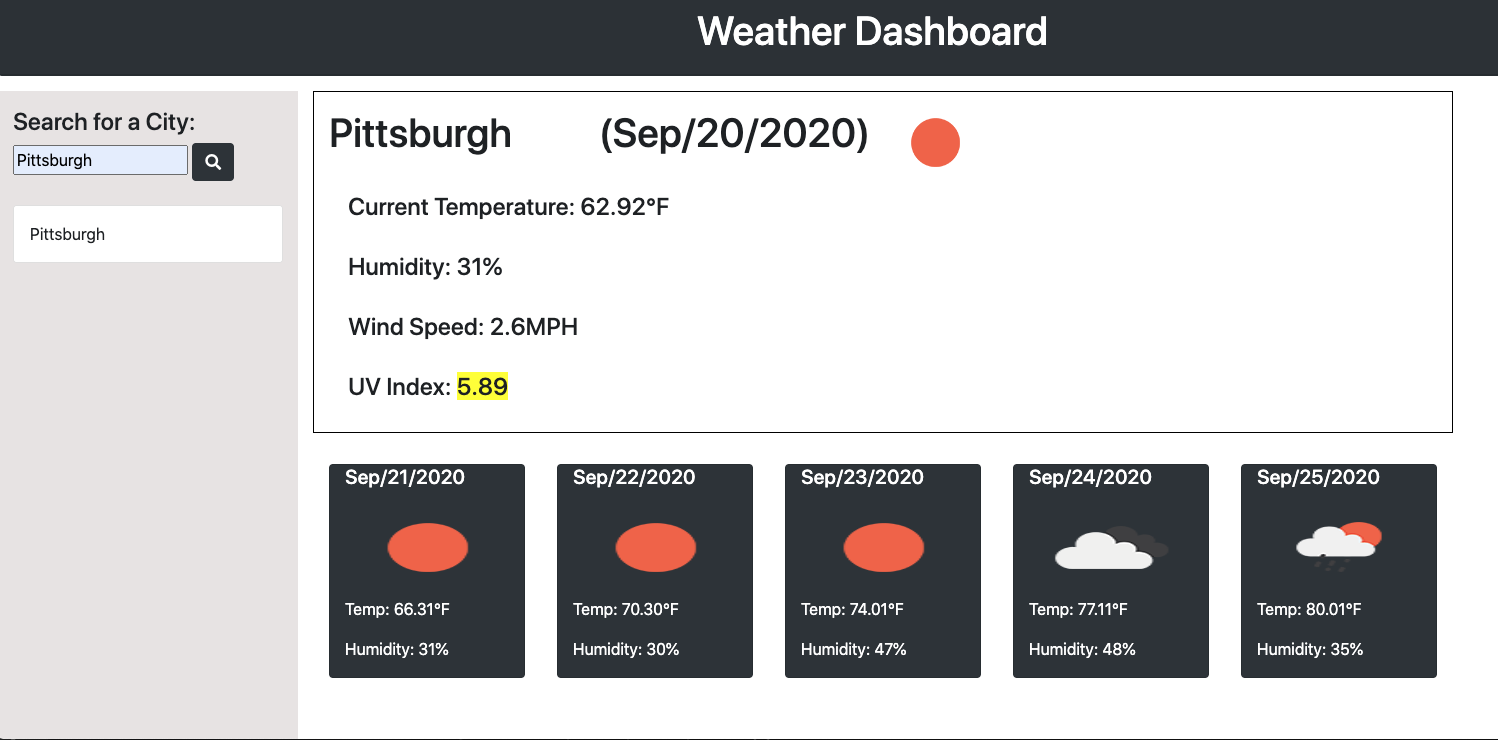 Weather Dashboard
Search for a City:
Pittsburgh
Pittsburgh
Pittsburgh (Sep/20/2020)
Current Temperature: 62.92°F
Humidity: 31%
Wind Speed: 2.6MPH
UV Index: 5.89
Sep/21/2020
Temp: 66.31°F
Humidity: 31%
Sep/22/2020
Temp: 70.30°F
Humidity: 30%
Sep/23/2020
Temp: 74.01°F
Humidity: 47%
Sep/24/2020
Temp: 77.11°F
Humidity: 48%
Sep/25/2020
Temp: 80.01°F
Humidity: 35%